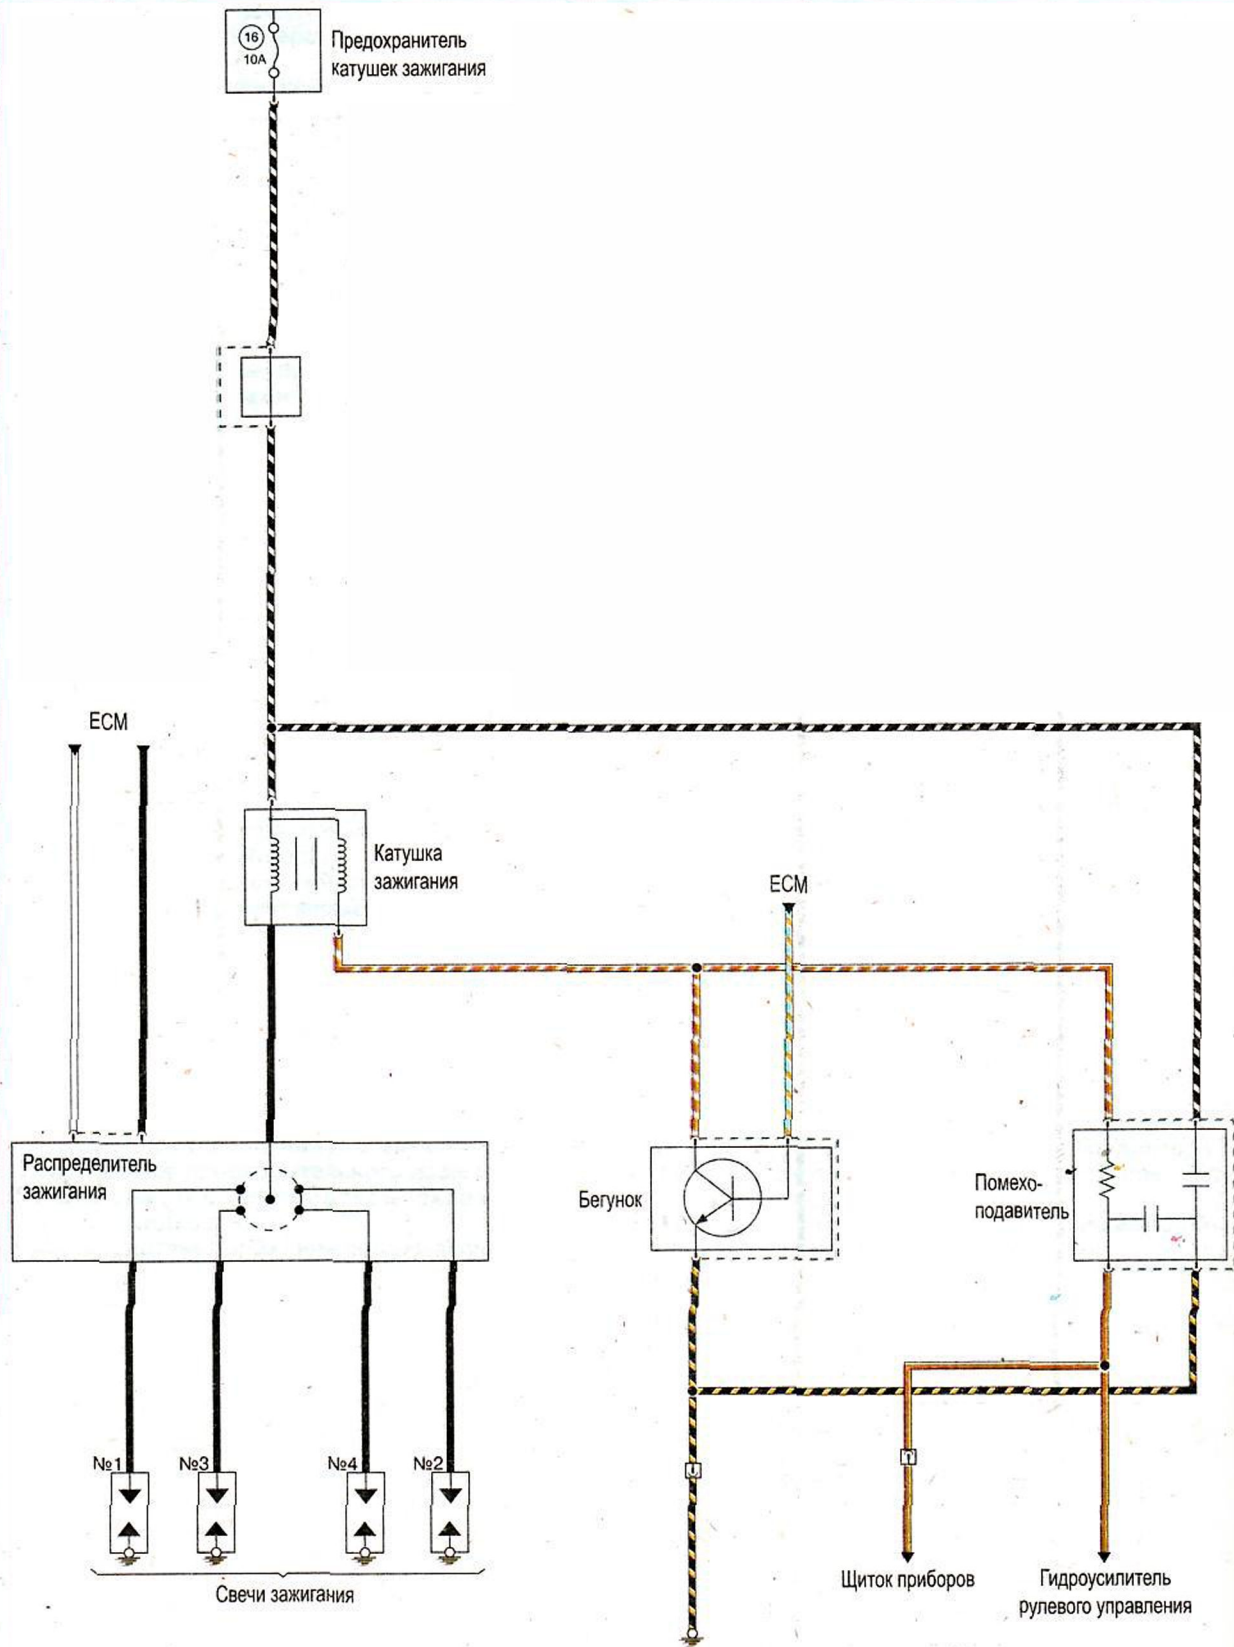 16
10А
Предохранитель
катушек зажигания
ECM
Катушка
зажигания
ECM
Распределитель
зажигания
Бегунок
Помехо-
подавитель
№1
№3
№4
№2
Свечи зажигания
Щиток приборов
Гидроусилитель
рулевого управления